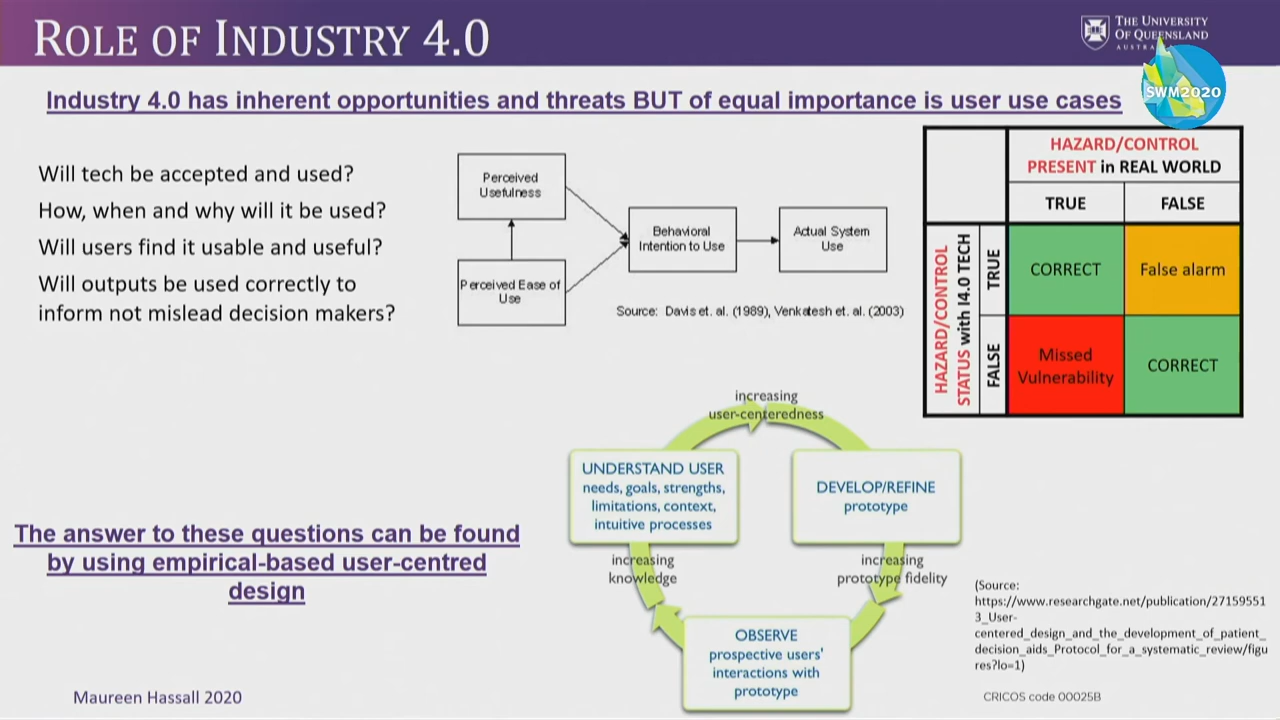 ROLE OF INDUSTRY 4.0
THE UNIVERSITY
OF QUEENSLAND
SWM2020
Industry 4.0 has inherent opportunities and threats BUT of equal importance is user use cases
Will tech be accepted and used?
How, when and why will it be used?
Will users find it usable and useful?
Will outputs be used correctly to
inform not mislead decision makers?
Perceived
Usefulness
Perceived Ease of
Use
Behavioral
Intention to Use
Actual System
Use
Source: Davis et. al. (1989), Venkatesh et. al. (2003)
HAZARD/CONTROL
PRESENT in REAL WORLD
TRUE
FALSE
HAZARD/CONTROL
STATUS with I4.0 TECH
TRUE
CORRECT
False alarm
FALSE
Missed
Vulnerability
CORRECT
increasing
user-centeredness
UNDERSTAND USER
needs, goals, strengths,
limitations, context,
intuitive processes
DEVELOP/REFINE
prototype
increasing
knowledge
increasing
prototype fidelity
OBSERVE
prospective users'
interactions with
prototype
The answer to these questions can be found
by using empirical-based user-centred
design
(Source:
https://www.researchgate.net/publication/27159551
3_User-
centered_design_and_the_development_of_patient_
decision_aids_Protocol_for_a_systematic_review/figu
res?lo=1)
Maureen Hassall 2020
CRICOS code 00025B